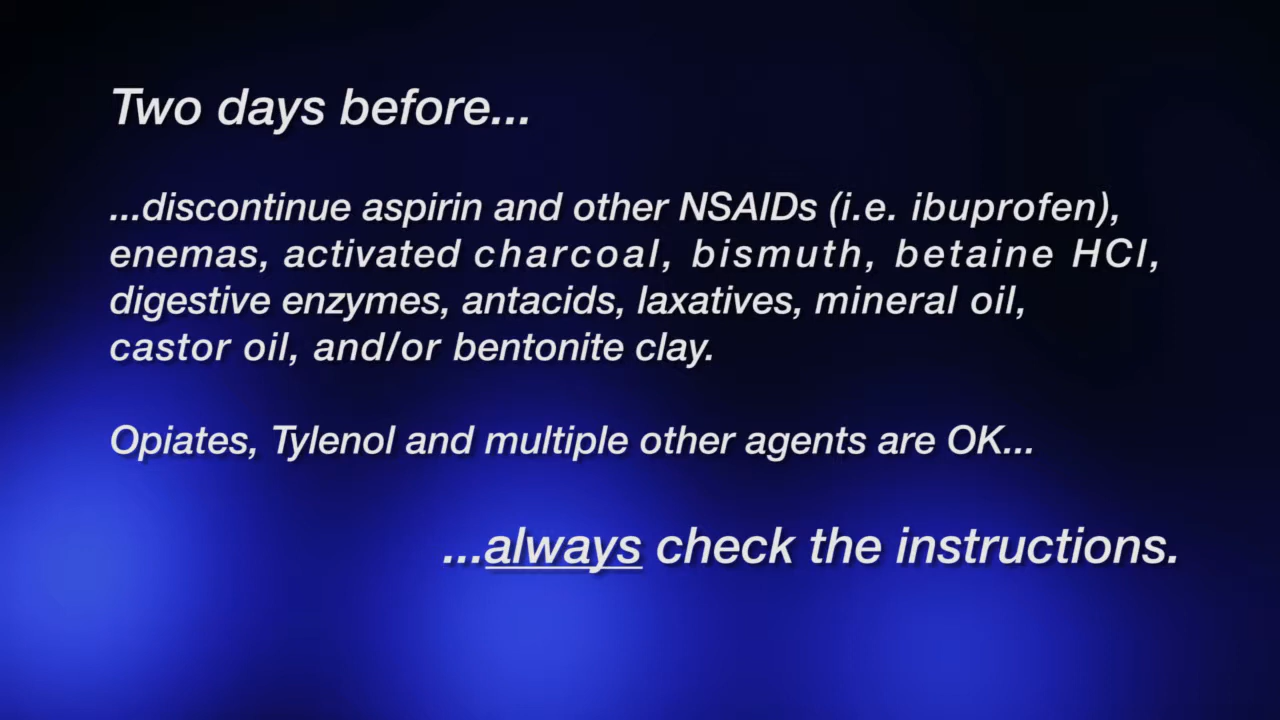 Two days before...
...discontinue aspirin and other NSAIDs (i.e. ibuprofen),
enemas, activated charcoal, bismuth, betaine HCl,
digestive enzymes, antacids, laxatives, mineral oil,
castor oil, and/or bentonite clay.
Opiates, Tylenol and multiple other agents are OK...
...always check the instructions.